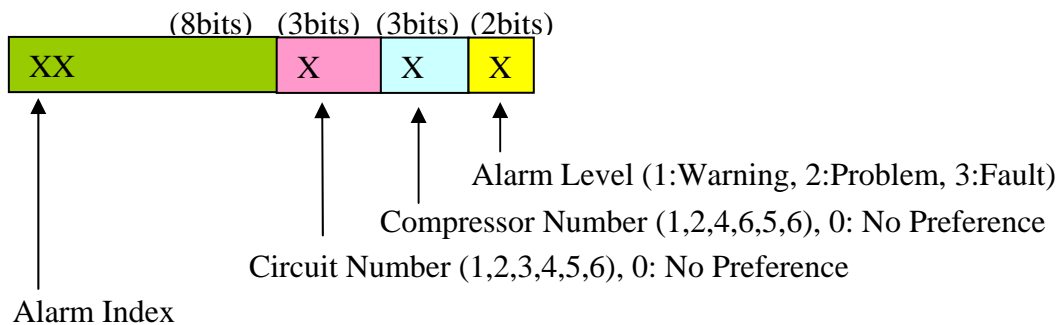 (8bits) (3bits) (3bits) (2bits)
XX X X X
Alarm Level (1:Warning, 2:Problem, 3:Fault)
Compressor Number (1,2,4,6,5,6), 0: No Preference
Circuit Number (1,2,3,4,5,6), 0: No Preference
Alarm Index